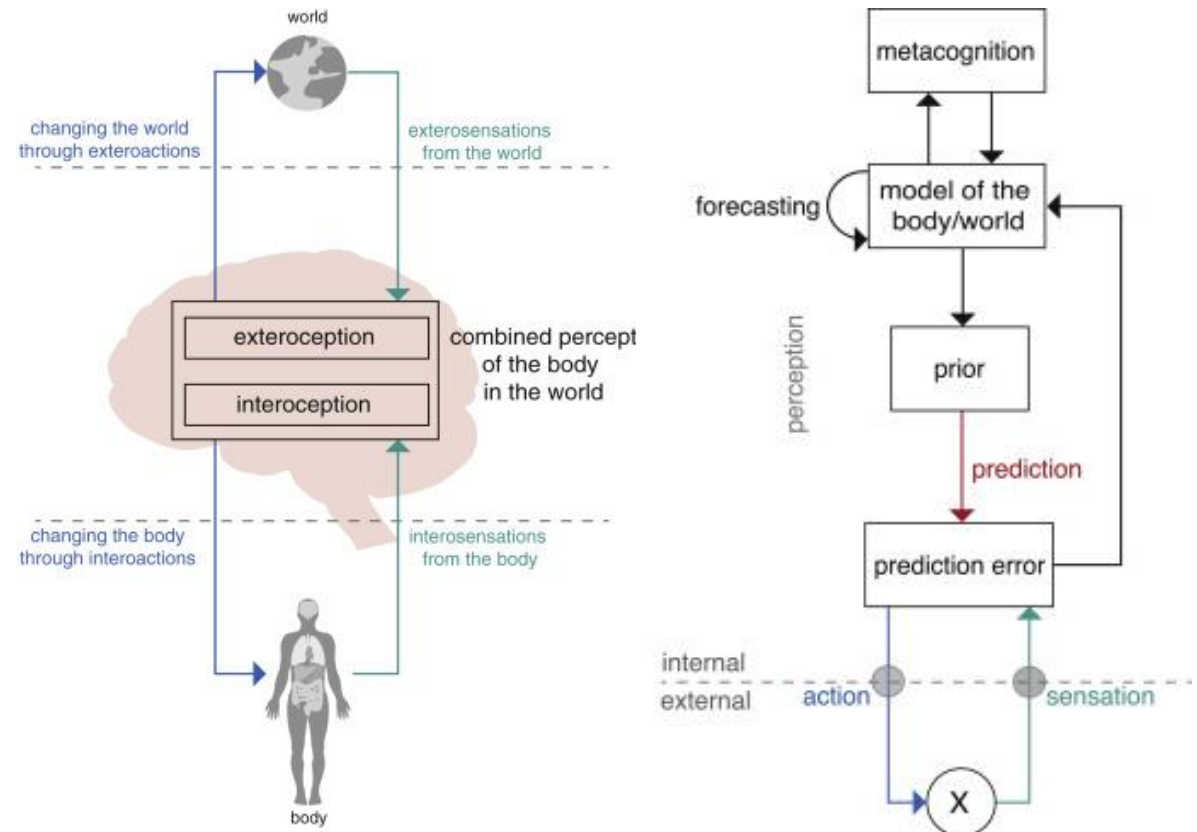 world
changing the world
through exteroactions
exterosensations
from the world
exteroception
interoception
combined percept
of the body
in the world
changing the body
through interoactions
interosensations
from the body
body
metacognition
forecasting
model of the
body/world
perception
prior
prediction
prediction error
internal
external
action
sensation
X